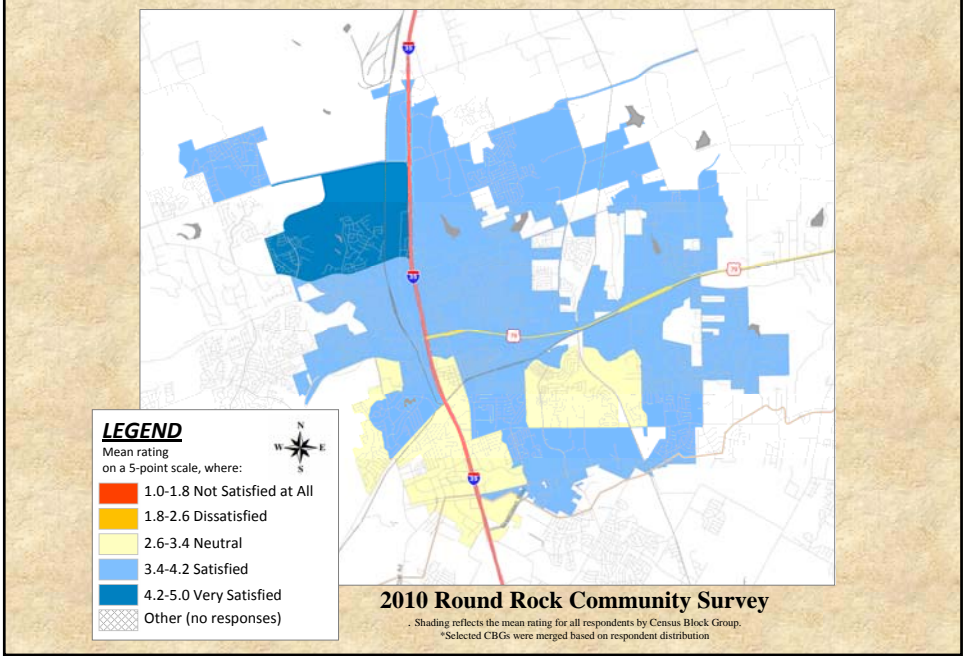 35
35
79
79
35
LEGEND
Mean rating
on a 5-point scale, where:
N
W E
S
1.0-1.8 Not Satisfied at All
1.8-2.6 Dissatisfied
2.6-3.4 Neutral
3.4-4.2 Satisfied
4.2-5.0 Very Satisfied
Other (no responses)
2010 Round Rock Community Survey
. Shading reflects the mean rating for all respondents by Census Block Group.
*Selected CBGs were merged based on respondent distribution